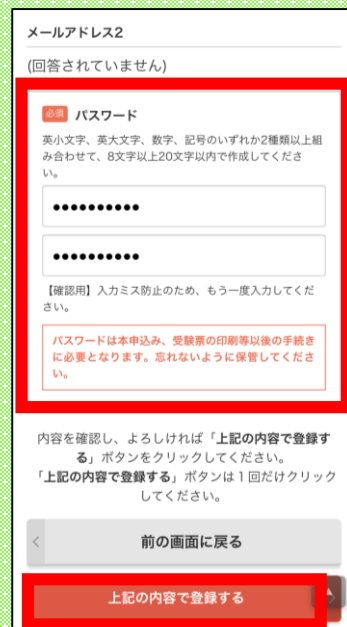 メールアドレス2
(回答されていません)
必須 パスワード
英小文字、英大文字、数字、記号のいずれか2種類以上組
み合わせて、8文字以上20文字以内で作成してくださ
い。
●●●●●●●●●●
●●●●●●●●●●
【確認用】入力ミス防止のため、もう一度入力してくだ
さい。
パスワードは本申込み、受験票の印刷等以後の手続き
に必要となります。忘れないように保管してくださ
い。
内容を確認し、よろしければ「上記の内容で登録す
る」ボタンをクリックしてください。
「上記の内容で登録する」ボタンは1回だけクリック
してください。
前の画面に戻る
上記の内容で登録する